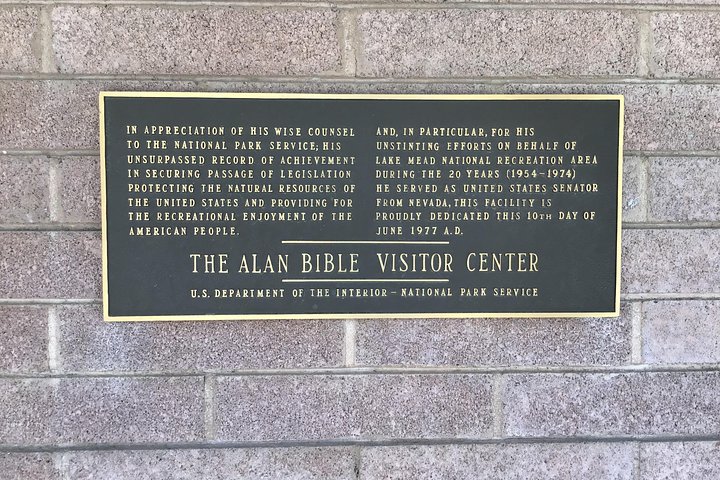 IN APPRECIATION OF HIS WISE COUNSEL
TO THE NATIONAL PARK SERVICE; HIS
UNSURPASSED RECORD OF ACHIEVEMENT
IN SECURING PASSAGE OF LEGISLATION
PROTECTING THE NATURAL RESOURCES OF
THE UNITED STATES AND PROVIDING FOR
THE RECREATIONAL ENJOYMENT OF THE
AMERICAN PEOPLE.
AND, IN PARTICULAR, FOR HIS
UNSTINTING EFFORTS ON BEHALF OF
LAKE MEAD NATIONAL RECREATION AREA
DURING THE 20 YEARS (1954-1974)
HE SERVED AS UNITED STATES SENATOR
FROM NEVADA, THIS FACILITY IS
PROUDLY DEDICATED THIS 10TH DAY OF
JUNE 1977 A.D.
THE ALAN BIBLE VISITOR CENTER
U.S. DEPARTMENT OF THE INTERIOR - NATIONAL PARK SERVICE